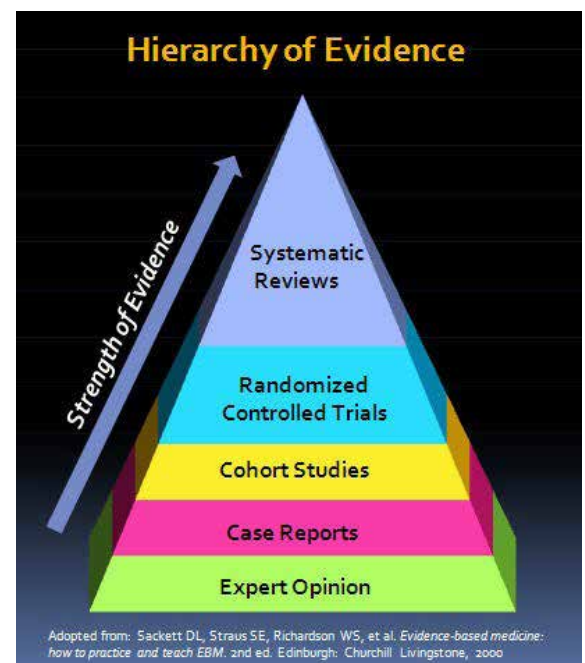 Hierarchy of Evidence
Strength of Evidence
Systematic
Reviews
Randomized
Controlled Trials
Cohort Studies
Case Reports
Expert Opinion
Adopted from: Sackett DL, Straus SE, Richardson WS, et al. Evidence-based medicine:
how to practice and teach EBM. 2nd ed. Edinburgh: Churchill Livingstone, 2000